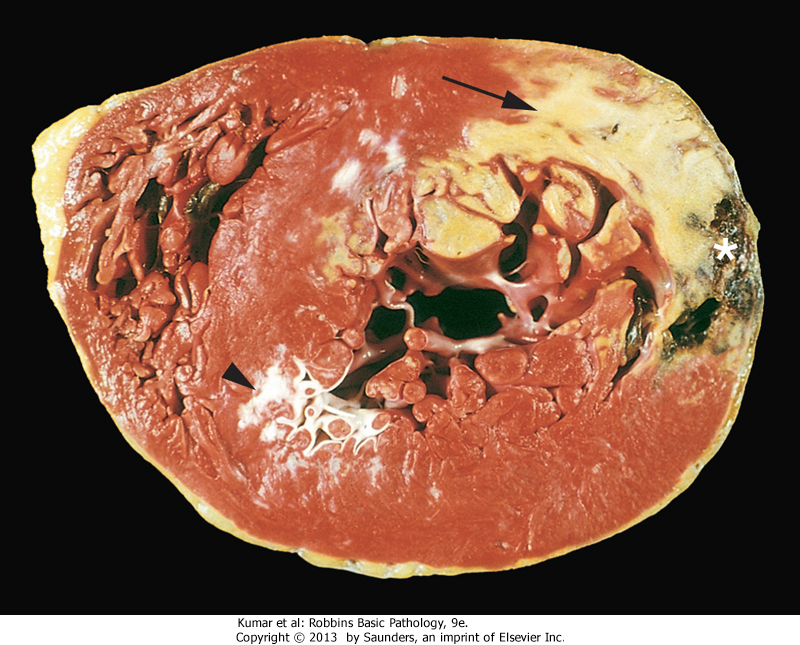 Kumar et al: Robbins Basic Pathology, 9e.
Copyright © 2013 by Saunders, an imprint of Elsevier Inc.